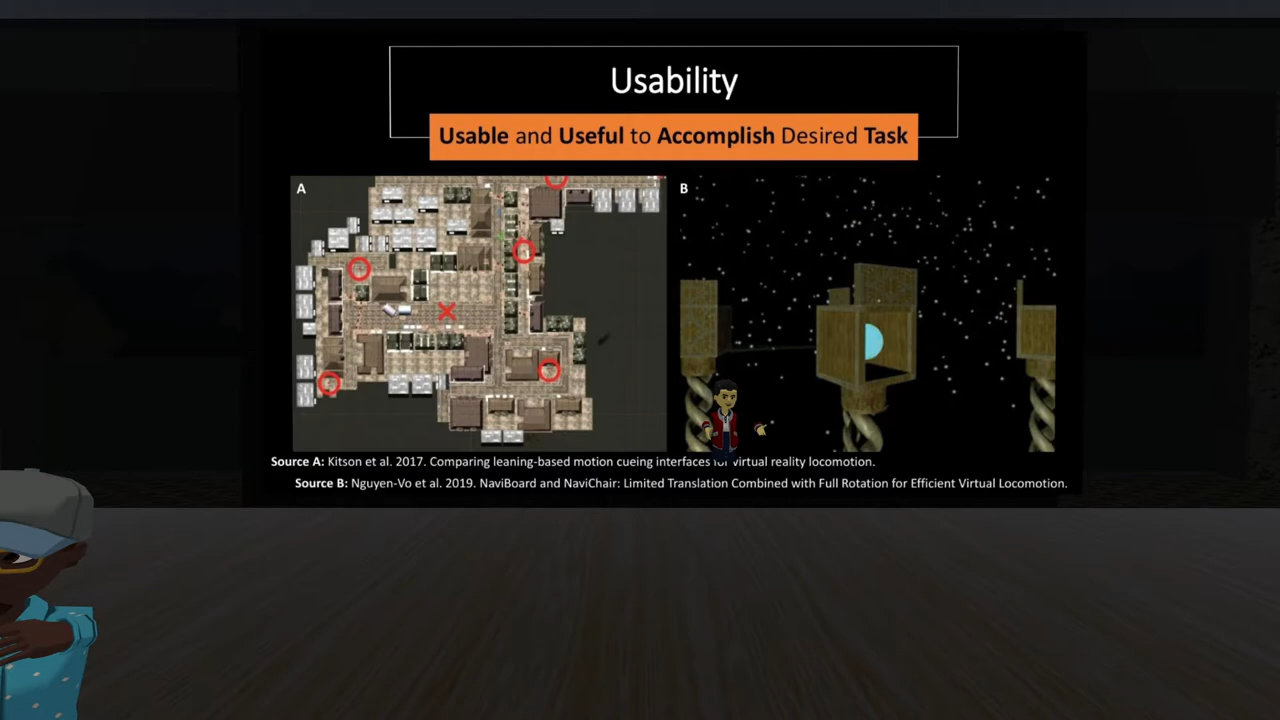 Usability
Usable and Useful to Accomplish Desired Task
A
B
Source A: Kitson et al. 2017. Comparing leaning-based motion cueing interfaces for virtual reality locomotion.
Source B: Nguyen-Vo et al. 2019. NaviBoard and NaviChair: Limited Translation Combined with Full Rotation for Efficient Virtual Locomotion.